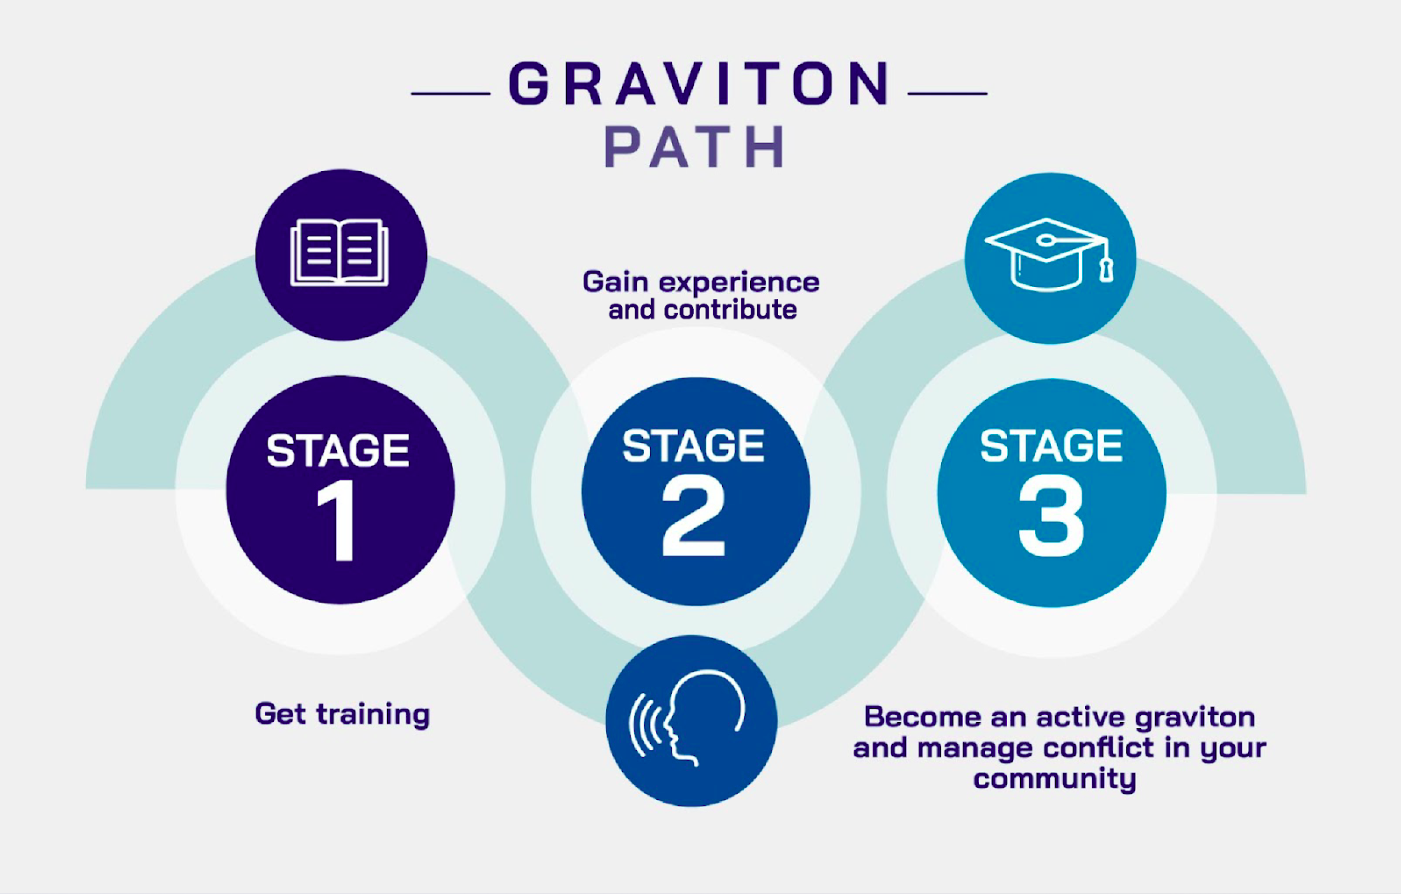 GRAVITON
PATH
STAGE
1
Get training
Gain experience
and contribute
STAGE
2
STAGE
3
Become an active graviton
and manage conflict in your
community